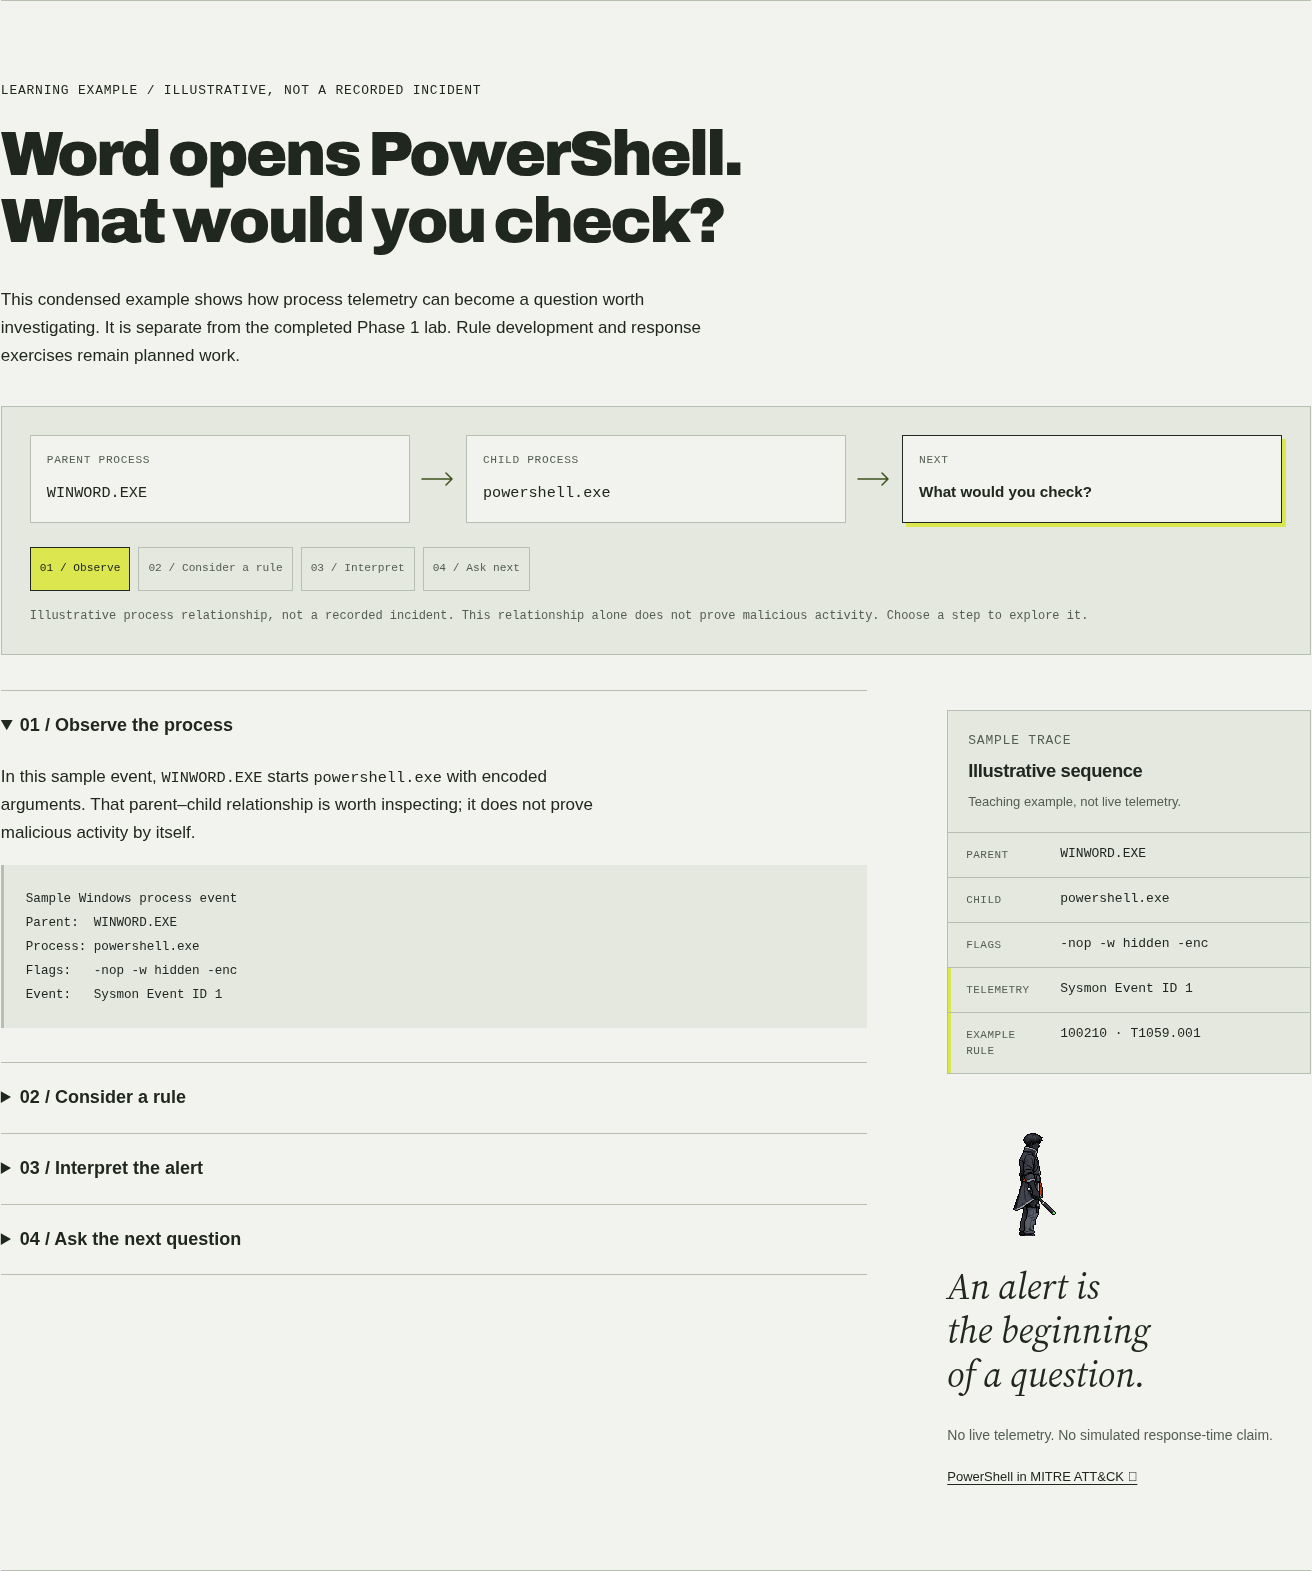 LEARNING EXAMPLE / ILLUSTRATIVE, NOT A RECORDED INCIDENT
Word opens PowerShell.
What would you check?
This condensed example shows how process telemetry can become a question worth
investigating. It is separate from the completed Phase 1 lab. Rule development and response
exercises remain planned work.
PARENT PROCESS
WINWORD.EXE
CHILD PROCESS
powershell.exe
NEXT
What would you check?
01 / Observe
02 / Consider a rule
03 / Interpret
04 / Ask next
Illustrative process relationship, not a recorded incident. This relationship alone does not prove malicious activity. Choose a step to explore it.
01 / Observe the process
In this sample event, WINWORD.EXE starts powershell.exe with encoded
arguments. That parent–child relationship is worth inspecting; it does not prove
malicious activity by itself.
Sample Windows process event
Parent:  WINWORD.EXE
Process: powershell.exe
Flags:   -nop -w hidden -enc
Event:   Sysmon Event ID 1
02 / Consider a rule
03 / Interpret the alert
04 / Ask the next question
SAMPLE TRACE
Illustrative sequence
Teaching example, not live telemetry.
PARENT WINWORD.EXE
CHILD powershell.exe
FLAGS -nop -w hidden -enc
TELEMETRY Sysmon Event ID 1
EXAMPLE RULE 100210 · T1059.001
An alert is
the beginning
of a question.
No live telemetry. No simulated response-time claim.
PowerShell in MITRE ATT&CK